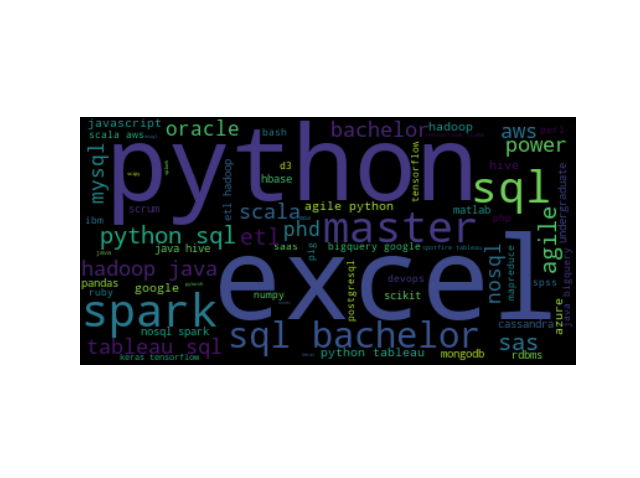 javascript
scala aws
oracle
bash
bachelor
hadoop
aws
perl
power
python
mysql
d3
tensorflow
hive
sql
etl hadoop
hbase
undergraduate
scrum
scala
agile python
matlab
php
ibm
master
agile
python sql
etl
phd
java hive
saas
pig
bigquery google
spotfire tableau
nosql
mapreduce
java
hadoop java
excel
pandas
google
devops
spss
java bigquery
ruby
numpy
postgresql
scikit
spark
azure
cassandra
nosql spark
sql bachelor
sas
tableau sql
keras tensorflow
python tableau
mongodb
rdbms